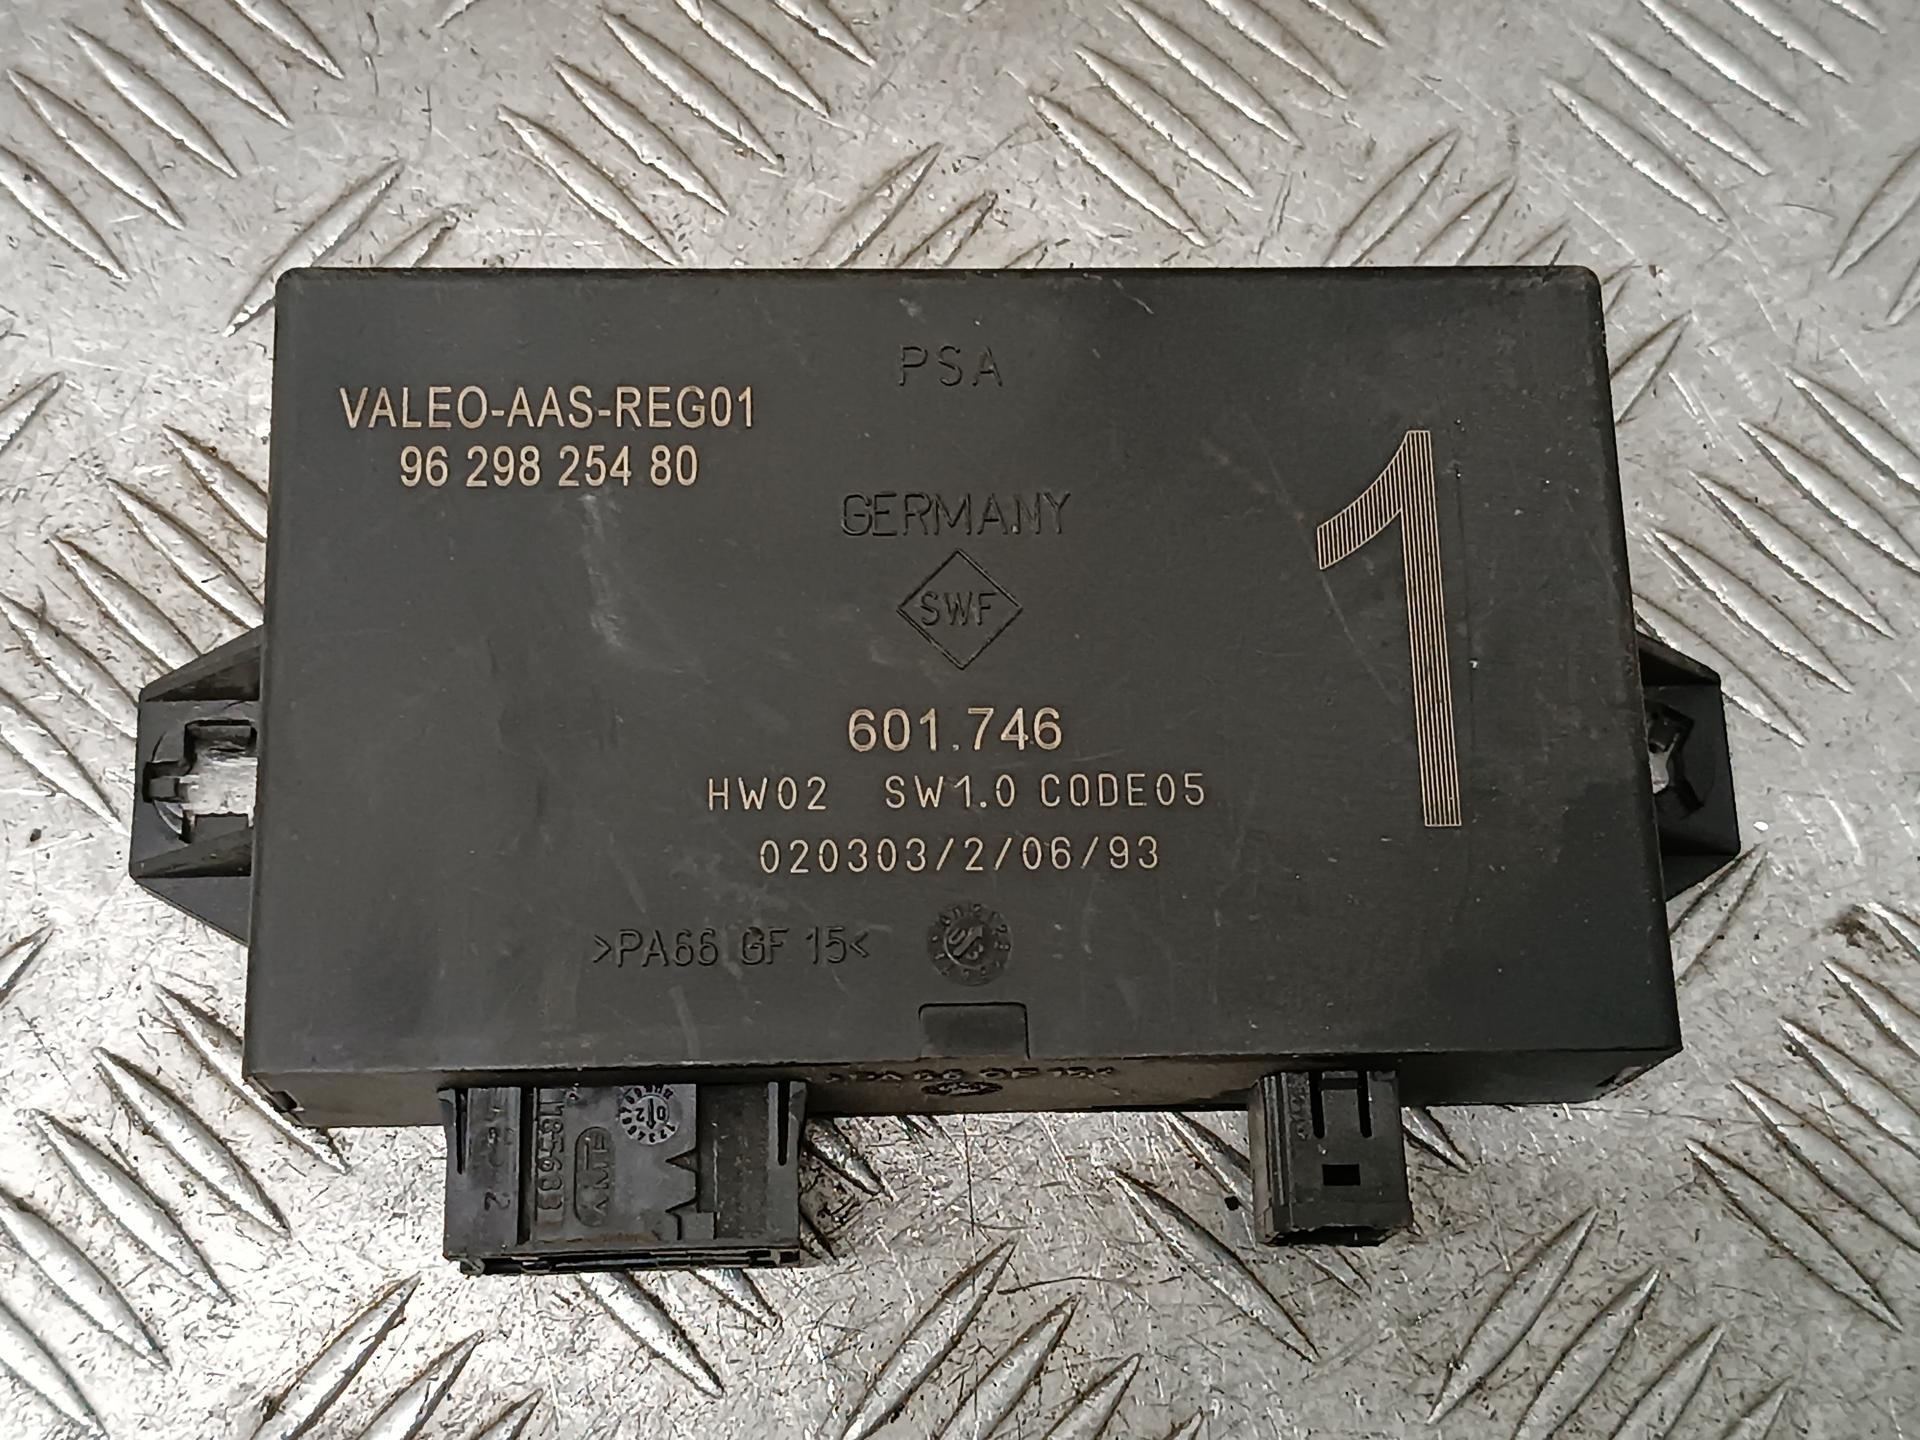 PSA
VALEO-AAS-REG01
96 298 254 80
1
GERMANY
SWF
601.746
HW02 SW1.0 CODE05
020303/2/06/93
>PA66 GF 15<